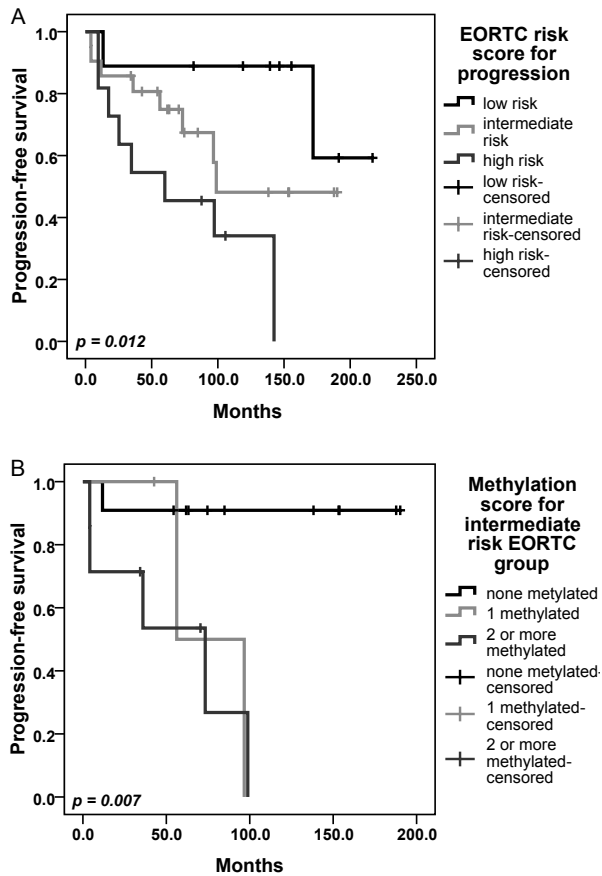 A
EORTC risk
score for
progression
low risk
intermediate
risk
high risk
low risk-
censored
intermediate
risk-censored
high risk-
censored
Progression-free survival
1.0
0.8
0.6
0.4
0.2
0.0
p = 0.012
0.0 50.0 100.0 150.0 200.0 250.0
Months
B
Methylation
score for
intermediate
risk EORTC
group
none metylated
1 methylated
2 or more
methylated
none metylated-
censored
1 methylated-
censored
2 or more
methylated-
censored
Progression-free survival
1.0
0.8
0.6
0.4
0.2
0.0
p = 0.007
0.0 50.0 100.0 150.0 200.0
Months